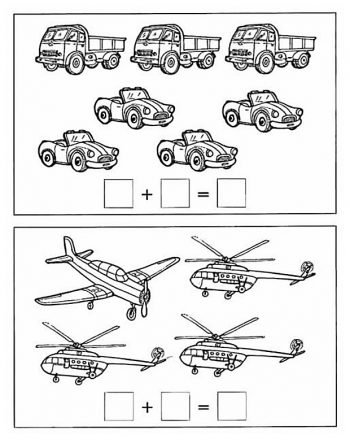 + =
+ =